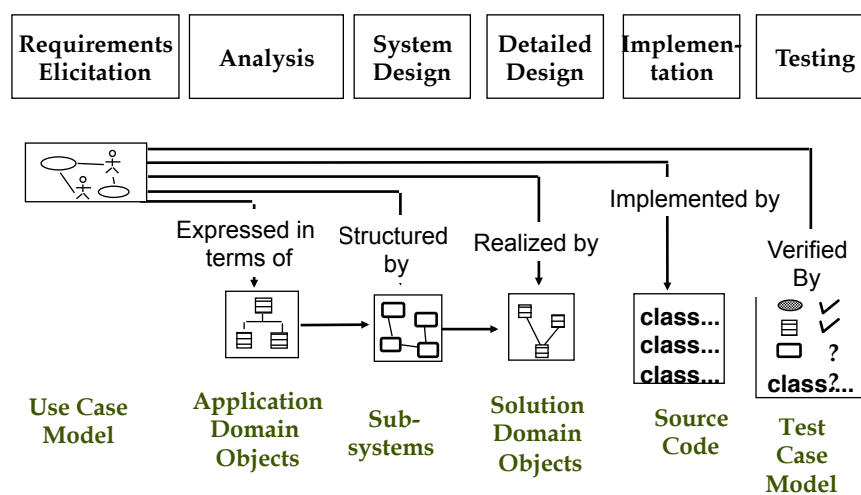 Requirements
Elicitation
Analysis
System
Design
Detailed
Design
Implemen-
tation
Testing
Expressed in
terms of
Structured
by
Realized by
Implemented by
Verified
By
class...
class...
class...
?
?
class....
Use Case
Model
Application
Domain
Objects
Sub-
systems
Solution
Domain
Objects
Source
Code
Test
Case
Model